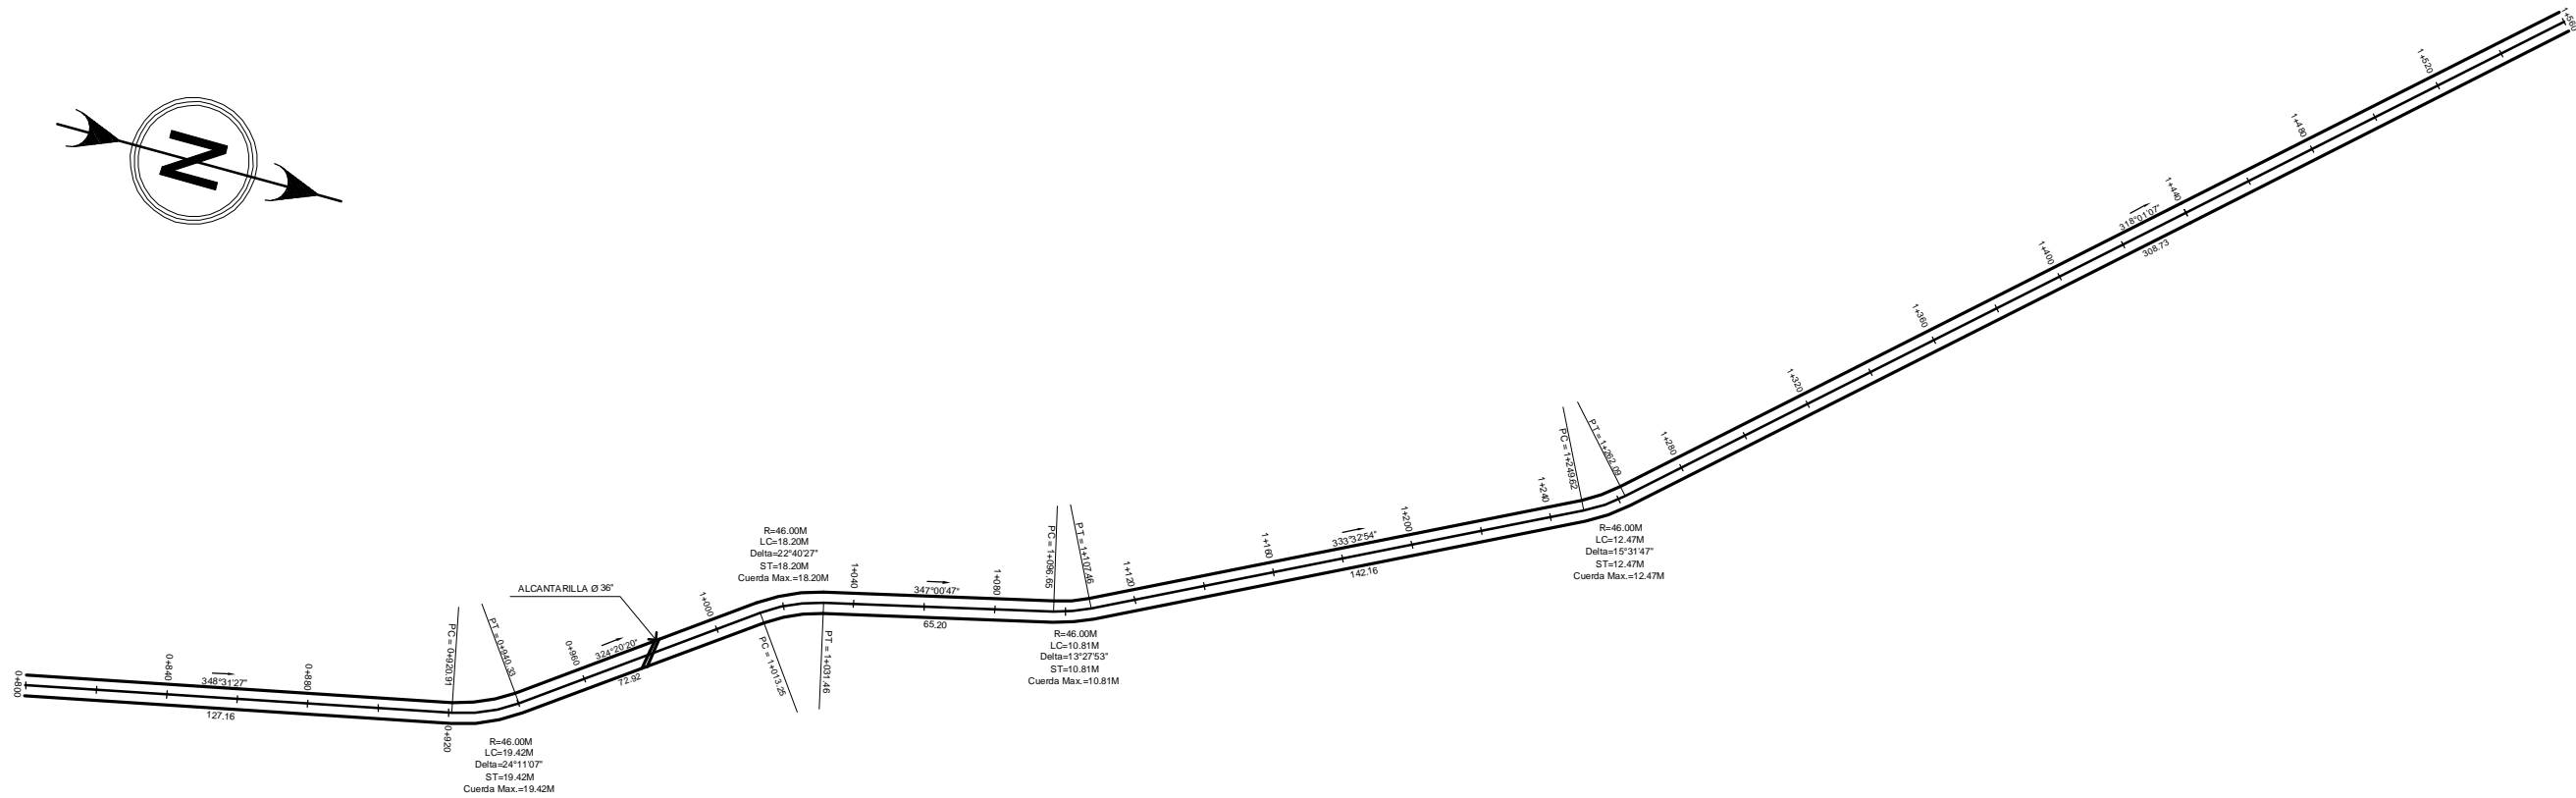 N
0+800
348°31'27"
127.16
0+840
0+880
0+920
PC = 0+920.91
PT = 0+940.33
R=46.00M
LC=19.42M
Delta=24°11'07"
ST=19.42M
Cuerda Max.=19.42M
0+960
324°20'20"
72.92
ALCANTARILLA Ø 36"
1+000
PC = 1+013.25
PT = 1+031.46
R=46.00M
LC=18.20M
Delta=22°40'27"
ST=18.20M
Cuerda Max.=18.20M
1+040
347°00'47"
65.20
1+080
PC = 1+096.65
PT = 1+107.46
R=46.00M
LC=10.81M
Delta=13°27'53"
ST=10.81M
Cuerda Max.=10.81M
1+120
1+160
333°32'54"
142.16
1+200
1+240
PC = 1+249.62
PT = 1+262.09
R=46.00M
LC=12.47M
Delta=15°31'47"
ST=12.47M
Cuerda Max.=12.47M
1+280
1+320
1+360
1+400
318°01'07"
308.73
1+440
1+480
1+520
1+560